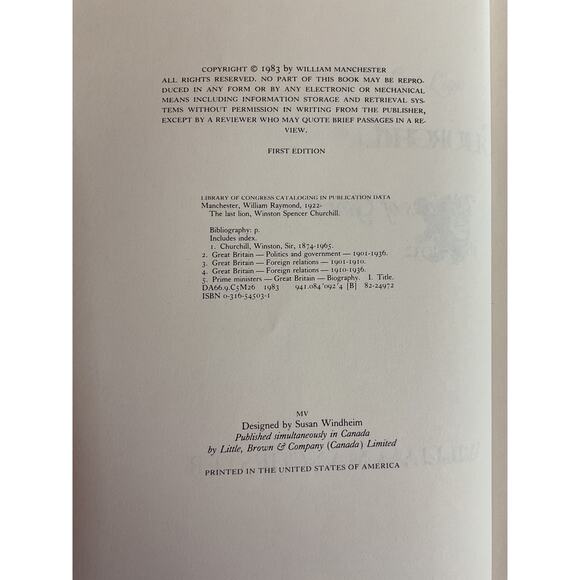 COPYRIGHT © 1983 by WILLIAM MANCHESTER
ALL RIGHTS RESERVED. NO PART OF THIS BOOK MAY BE REPRO-
DUCED IN ANY FORM OR BY ANY ELECTRONIC OR MECHANICAL
MEANS INCLUDING INFORMATION STORAGE AND RETRIEVAL SYS-
TEMS WITHOUT PERMISSION IN WRITING FROM THE PUBLISHER,
EXCEPT BY A REVIEWER WHO MAY QUOTE BRIEF PASSAGES IN A RE-
VIEW.
FIRST EDITION
LIBRARY OF CONGRESS CATALOGING IN PUBLICATION DATA
Manchester, William Raymond, 1922-
The last lion, Winston Spencer Churchill.
Bibliography: p.
Includes index.
1. Churchill, Winston, Sir, 1874-1965.
2. Great Britain — Politics and government — 1901-1936.
3. Great Britain — Foreign relations — 1901-1910.
4. Great Britain — Foreign relations — 1910-1936.
5. Prime ministers — Great Britain — Biography. I. Title.
DA66.9.C5M26 1983 941.084'092'4 [B] 82-24972
ISBN 0-316-54503-1
MV
Designed by Susan Windheim
Published simultaneously in Canada
by Little, Brown & Company (Canada) Limited
PRINTED IN THE UNITED STATES OF AMERICA